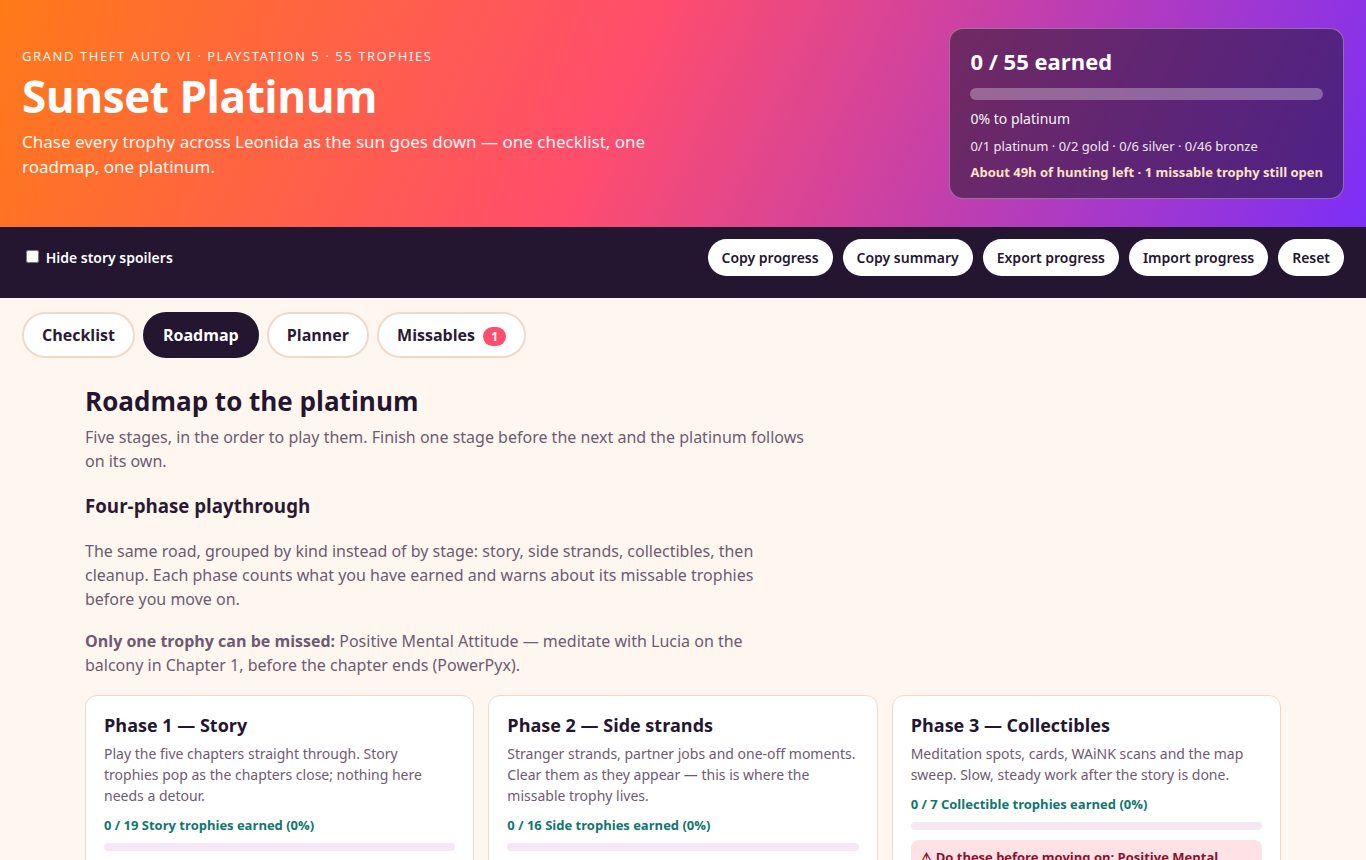 GRAND THEFT AUTO VI · PLAYSTATION 5 · 55 TROPHIES
Sunset Platinum
Chase every trophy across Leonida as the sun goes down — one checklist, one
roadmap, one platinum.
0 / 55 earned
0% to platinum
0/1 platinum · 0/2 gold · 0/6 silver · 0/46 bronze
About 49h of hunting left · 1 missable trophy still open
Hide story spoilers
Copy progress
Copy summary
Export progress
Import progress
Reset
Checklist
Roadmap
Planner
Missables 1
Roadmap to the platinum
Five stages, in the order to play them. Finish one stage before the next and the platinum follows
on its own.
Four-phase playthrough
The same road, grouped by kind instead of by stage: story, side strands, collectibles, then
cleanup. Each phase counts what you have earned and warns about its missable trophies
before you move on.
Only one trophy can be missed: Positive Mental Attitude — meditate with Lucia on the
balcony in Chapter 1, before the chapter ends (PowerPyx).
Phase 1 — Story
Play the five chapters straight through. Story
trophies pop as the chapters close; nothing here
needs a detour.
0 / 19 Story trophies earned (0%)
Phase 2 — Side strands
Stranger strands, partner jobs and one-off moments.
Clear them as they appear — this is where the
missable trophy lives.
0 / 16 Side trophies earned (0%)
Phase 3 — Collectibles
Meditation spots, cards, WAiNK scans and the map
sweep. Slow, steady work after the story is done.
0 / 7 Collectible trophies earned (0%)
⚠ Do these before moving on: Positive Mental